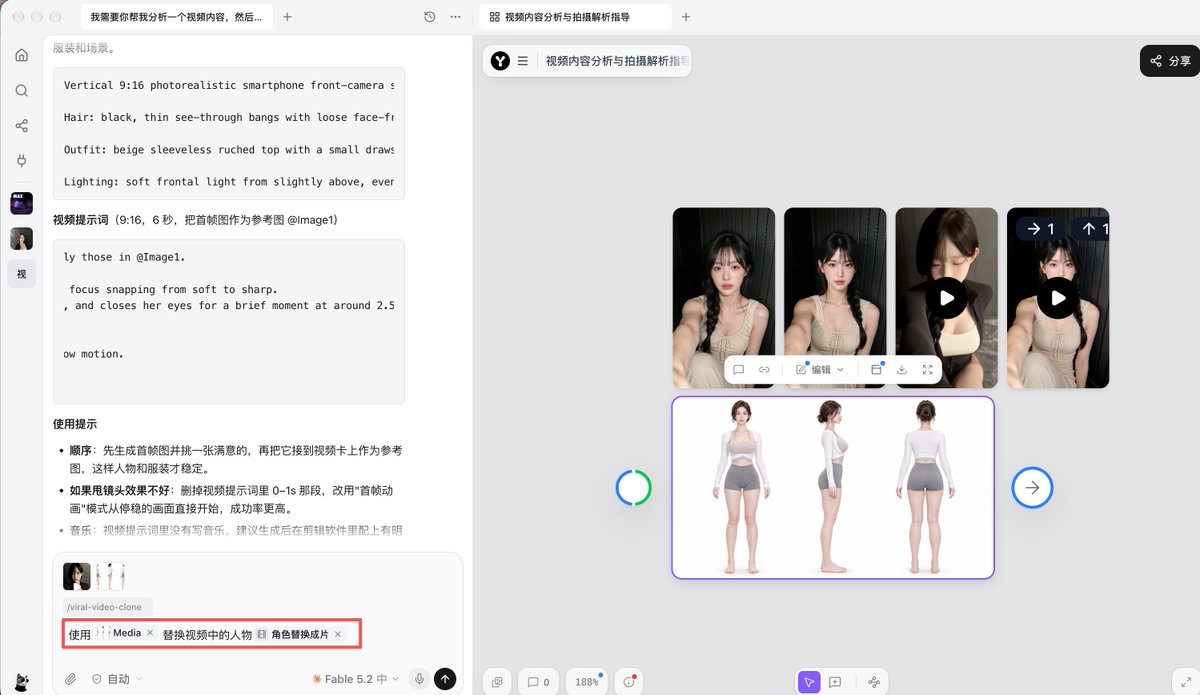 我需要你帮我分析一个视频内容，然后...
视频内容分析与拍摄解析指导
服装和场景。
Vertical 9:16 photorealistic smartphone front-camera s
Hair: black, thin see-through bangs with loose face-fr
Outfit: beige sleeveless ruched top with a small draws
Lighting: soft frontal light from slightly above, ever
视频提示词（9:16，6 秒，把首帧图作为参考图 @Image1）
ly those in @Image1.
focus snapping from soft to sharp.
, and closes her eyes for a brief moment at around 2.5
ow motion.
使用提示
• 顺序：先生成首帧图并挑一张满意的，再把它接到视频卡上作为参考
图，这样人物和服装才稳定。
• 如果甩镜头效果不好：删掉视频提示词里 0–1s 那段，改用"首帧动
画"模式从停稳的画面直接开始，成功率更高。
• 音乐：视频提示词里没有写音乐，建议生成后在剪辑软件里配上有明
/viral-video-clone
使用 Media × 替换视频中的人物 角色替换成片 ×
自动
Fable 5.2 中
MAX
视
视频内容分析与拍摄解析指导
分享
1
1
编辑
0
188%